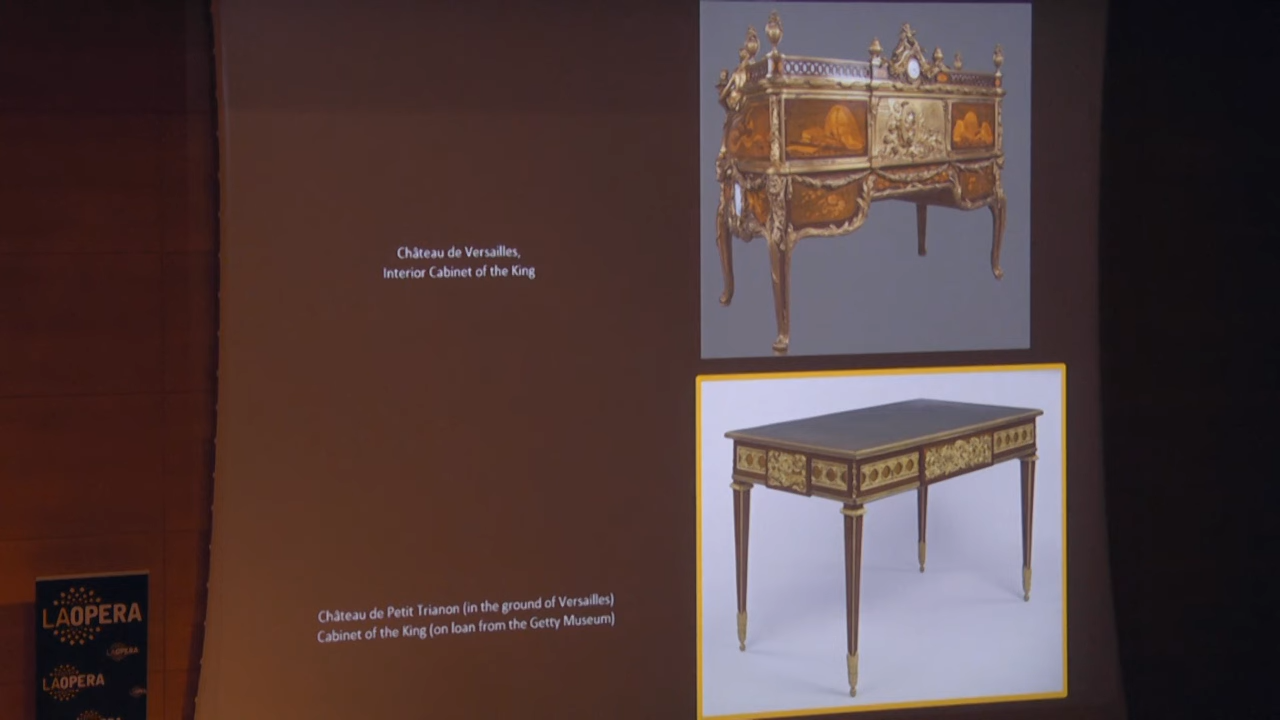 Château de Versailles,
Interior Cabinet of the King
Château de Petit Trianon (in the ground of Versailles)
Cabinet of the King (on loan from the Getty Museum)
LAOPERA
LAOPERA
LAOPERA